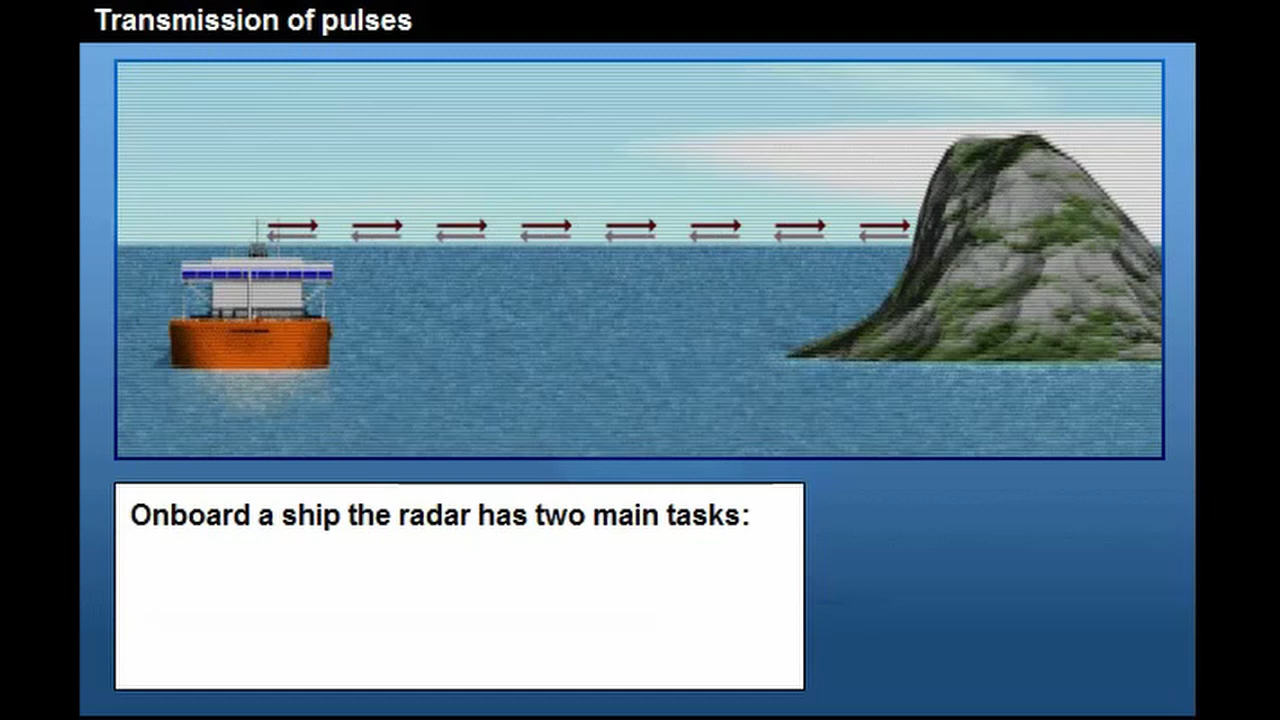 Transmission of pulses
Onboard a ship the radar has two main tasks: